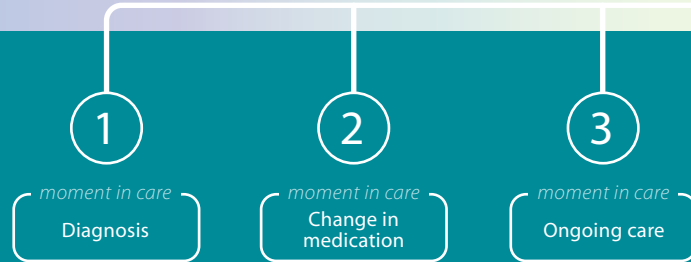 1
moment in care
Diagnosis
2
moment in care
Change in
medication
3
moment in care
Ongoing care